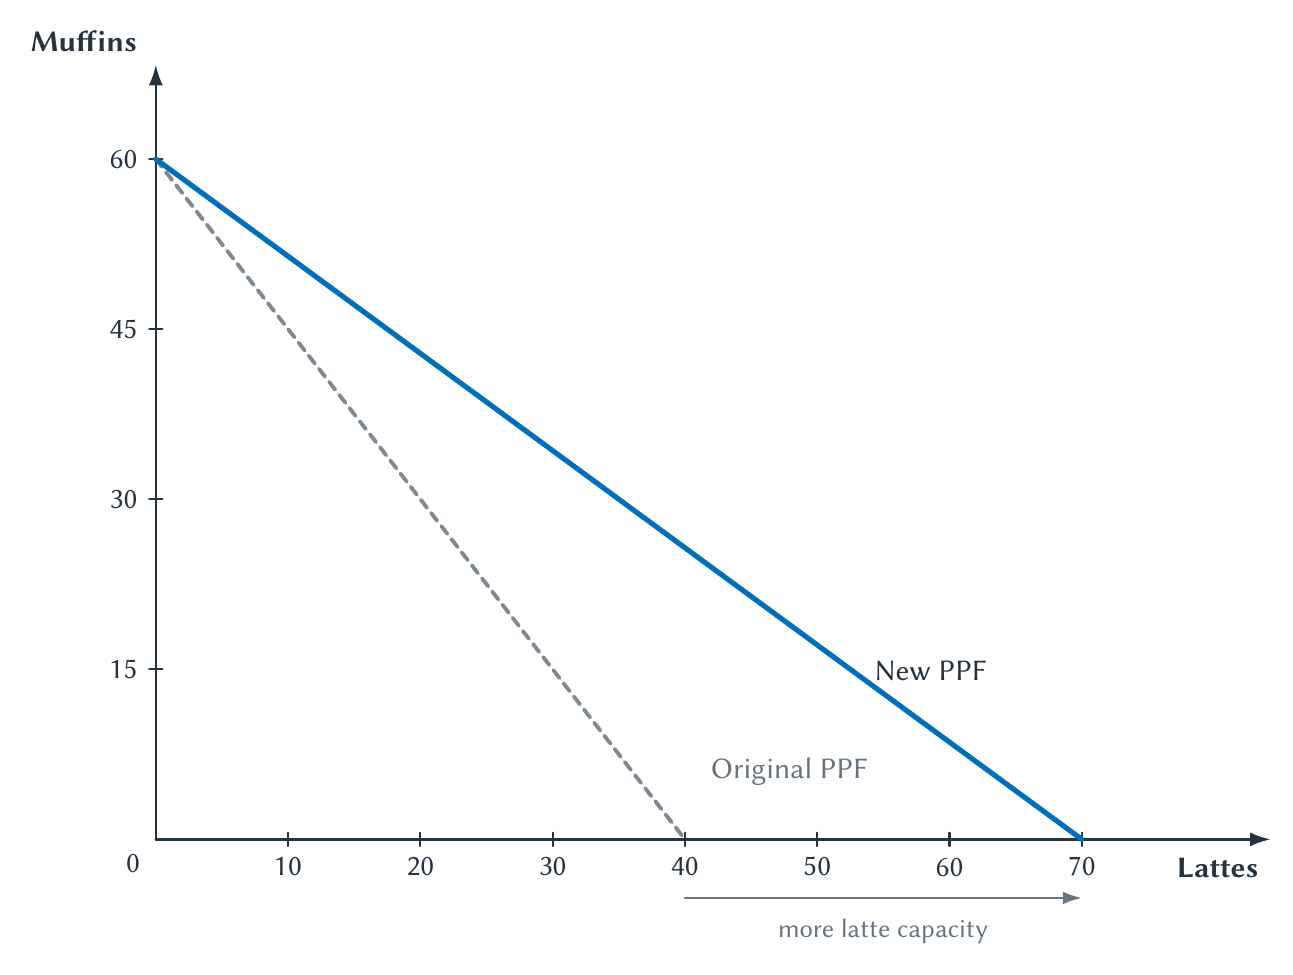 Muffins
60
45
30
15
New PPF
Original PPF
0
10 20 30 40 50 60 70
Lattes
more latte capacity